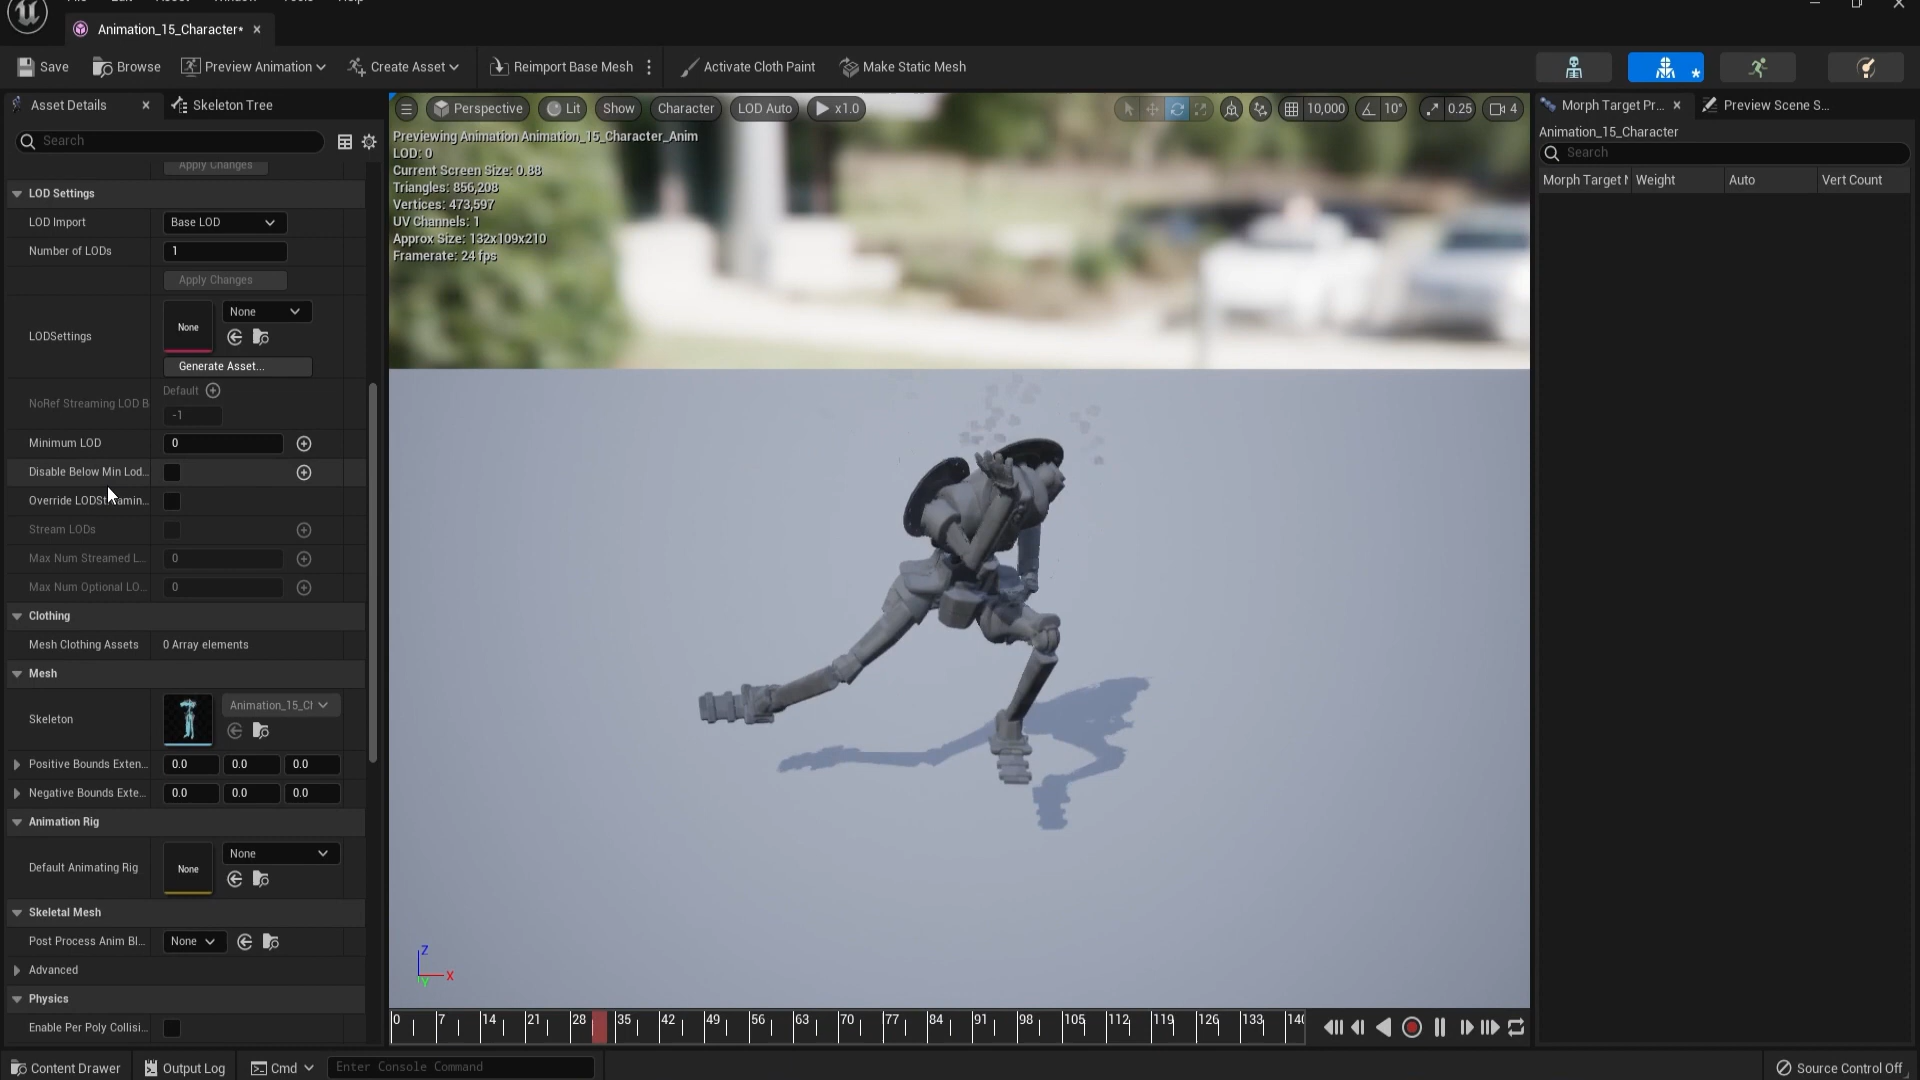 Animation_15_Character*
Save
Browse
Preview Animation
Create Asset
Reimport Base Mesh
Activate Cloth Paint
Make Static Mesh
Asset Details
Skeleton Tree
Search
Apply Changes
LOD Settings
LOD Import
Base LOD
Number of LODs
1
Apply Changes
LODSettings
None
None
Generate Asset...
NoRef Streaming LOD B
Default
-1
Minimum LOD
0
Disable Below Min Lod...
Override LODStreamin...
Stream LODs
Max Num Streamed L...
0
Max Num Optional LO...
0
Clothing
Mesh Clothing Assets
0 Array elements
Mesh
Skeleton
Animation_15_Cl
Positive Bounds Exten...
0.0 0.0 0.0
Negative Bounds Exte...
0.0 0.0 0.0
Animation Rig
Default Animating Rig
None
None
Skeletal Mesh
Post Process Anim Bl...
None
Advanced
Physics
Enable Per Poly Collisi...
Perspective
Lit
Show
Character
LOD Auto
x1.0
10,000
10°
0.25
4
Previewing Animation Animation_15_Character_Anim
LOD: 0
Current Screen Size: 0.88
Triangles: 856,208
Vertices: 473,597
UV Channels: 1
Approx Size: 132x109x210
Framerate: 24 fps
Z
X
Y
0 7 14 21 28 35 42 49 56 63 70 77 84 91 98 105 112 119 126 133 140
Morph Target Pr...
Preview Scene S...
Animation_15_Character
Search
Morph Target N
Weight
Auto
Vert Count
Content Drawer
Output Log
Cmd
Enter Console Command
Source Control Off